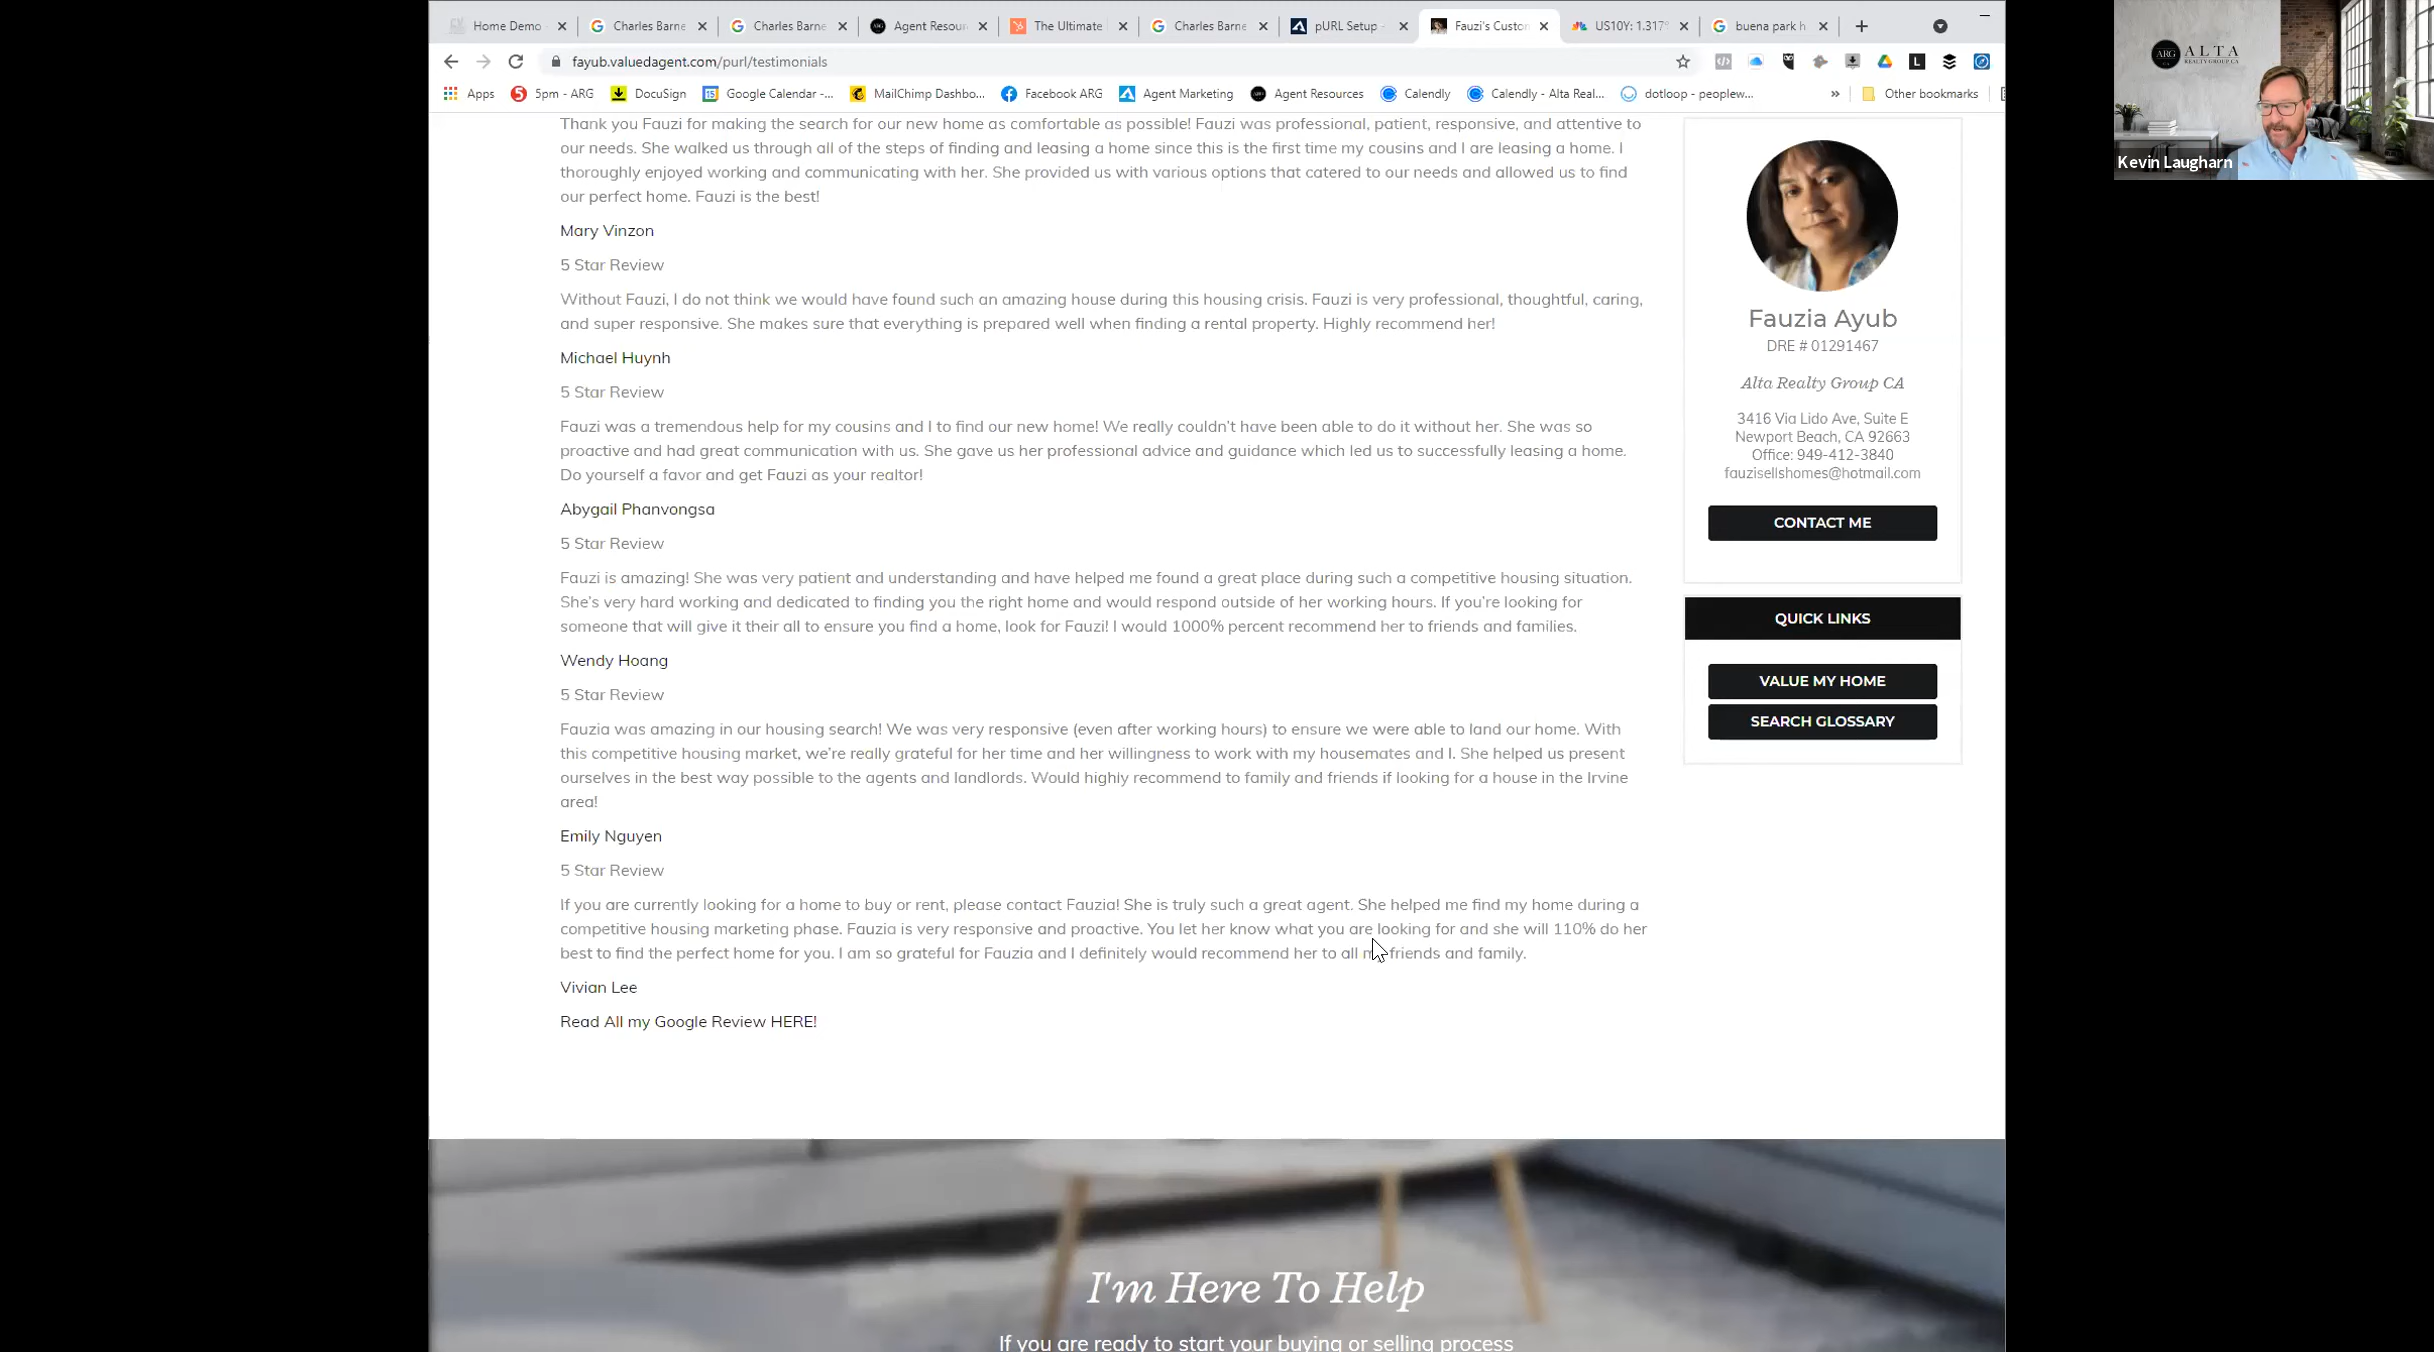 Home Demo
Charles Barne
Charles Barne
Agent Resour
The Ultimate
Charles Barne
pURL Setup -
Fauzi's Custom
US10Y: 1.317%
buena park h
fayub.valuedagent.com/purl/testimonials
Apps
5pm - ARG
DocuSign
Google Calendar -...
MailChimp Dashbo...
Facebook ARG
Agent Marketing
Agent Resources
Calendly
Calendly - Alta Real...
dotloop - peoplew...
»
Other bookmarks
Thank you Fauzi for making the search for our new home as comfortable as possible! Fauzi was professional, patient, responsive, and attentive to
our needs. She walked us through all of the steps of finding and leasing a home since this is the first time my cousins and I are leasing a home. I
thoroughly enjoyed working and communicating with her. She provided us with various options that catered to our needs and allowed us to find
our perfect home. Fauzi is the best!
Mary Vinzon
5 Star Review
Without Fauzi, I do not think we would have found such an amazing house during this housing crisis. Fauzi is very professional, thoughtful, caring,
and super responsive. She makes sure that everything is prepared well when finding a rental property. Highly recommend her!
Michael Huynh
5 Star Review
Fauzi was a tremendous help for my cousins and I to find our new home! We really couldn't have been able to do it without her. She was so
proactive and had great communication with us. She gave us her professional advice and guidance which led us to successfully leasing a home.
Do yourself a favor and get Fauzi as your realtor!
Abygail Phanvongsa
5 Star Review
Fauzi is amazing! She was very patient and understanding and have helped me found a great place during such a competitive housing situation.
She's very hard working and dedicated to finding you the right home and would respond outside of her working hours. If you're looking for
someone that will give it their all to ensure you find a home, look for Fauzi! I would 1000% percent recommend her to friends and families.
Wendy Hoang
5 Star Review
Fauzia was amazing in our housing search! We was very responsive (even after working hours) to ensure we were able to land our home. With
this competitive housing market, we're really grateful for her time and her willingness to work with my housemates and I. She helped us present
ourselves in the best way possible to the agents and landlords. Would highly recommend to family and friends if looking for a house in the Irvine
area!
Emily Nguyen
5 Star Review
If you are currently looking for a home to buy or rent, please contact Fauzia! She is truly such a great agent. She helped me find my home during a
competitive housing marketing phase. Fauzia is very responsive and proactive. You let her know what you are looking for and she will 110% do her
best to find the perfect home for you. I am so grateful for Fauzia and I definitely would recommend her to all my friends and family.
Vivian Lee
Read All my Google Review HERE!
Fauzia Ayub
DRE # 01291467
Alta Realty Group CA
3416 Via Lido Ave, Suite E
Newport Beach, CA 92663
Office: 949-412-3840
fauzisellshomes@hotmail.com
CONTACT ME
QUICK LINKS
VALUE MY HOME
SEARCH GLOSSARY
I'm Here To Help
If you are ready to start your buying or selling process
ARG
ALTA
REALTY GROUP CA
Kevin Laugharn